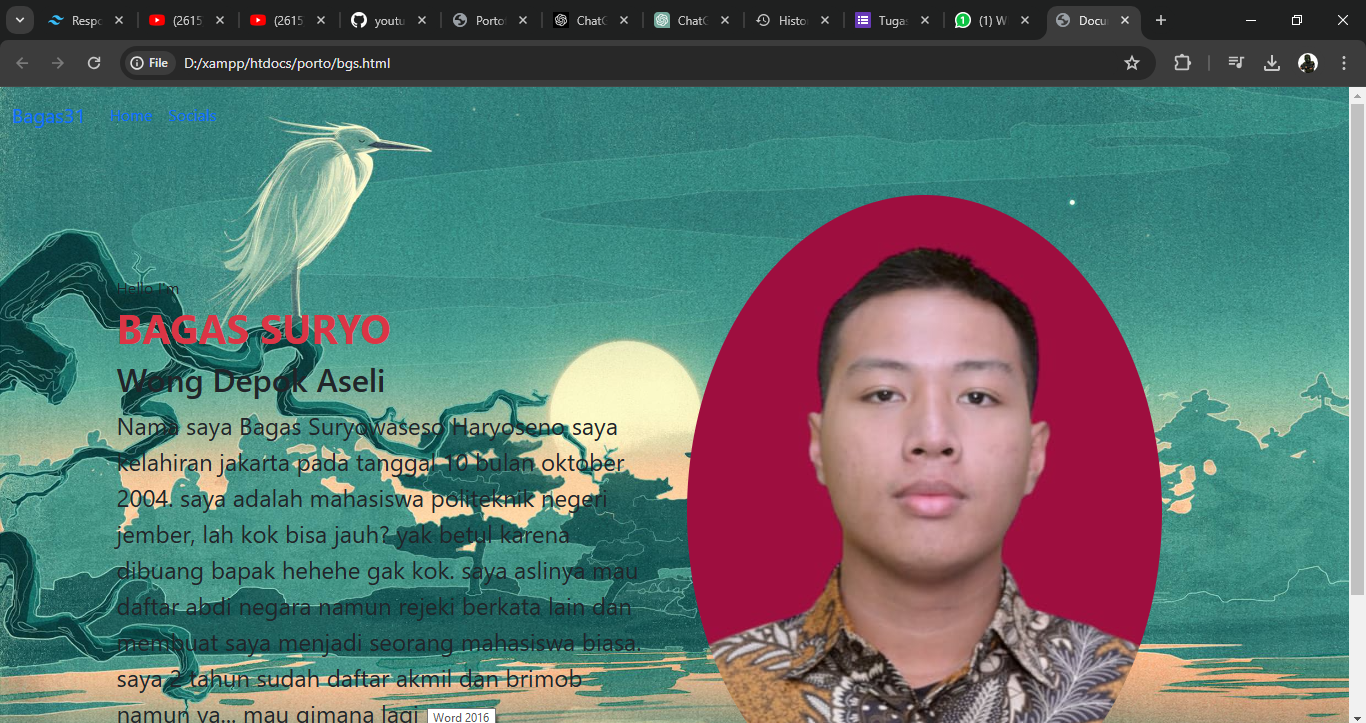 Respo
(2615
(2615
youtu
Portof
ChatG
ChatG
Histor
Tugas
(1) W
Docu
File
D:/xampp/htdocs/porto/bgs.html
Bagas31
Home
Socials
Hello I'm
BAGAS SURYO
Wong Depok Aseli
Nama saya Bagas Suryowaseso Haryoseno saya
kelahiran jakarta pada tanggal 10 bulan oktober
2004. saya adalah mahasiswa politeknik negeri
jember, lah kok bisa jauh? yak betul karena
dibuang bapak hehehe gak kok. saya aslinya mau
daftar abdi negara namun rejeki berkata lain dan
membuat saya menjadi seorang mahasiswa biasa.
saya 2 tahun sudah daftar akmil dan brimob
namun ya... mau gimana lagi
Word 2016